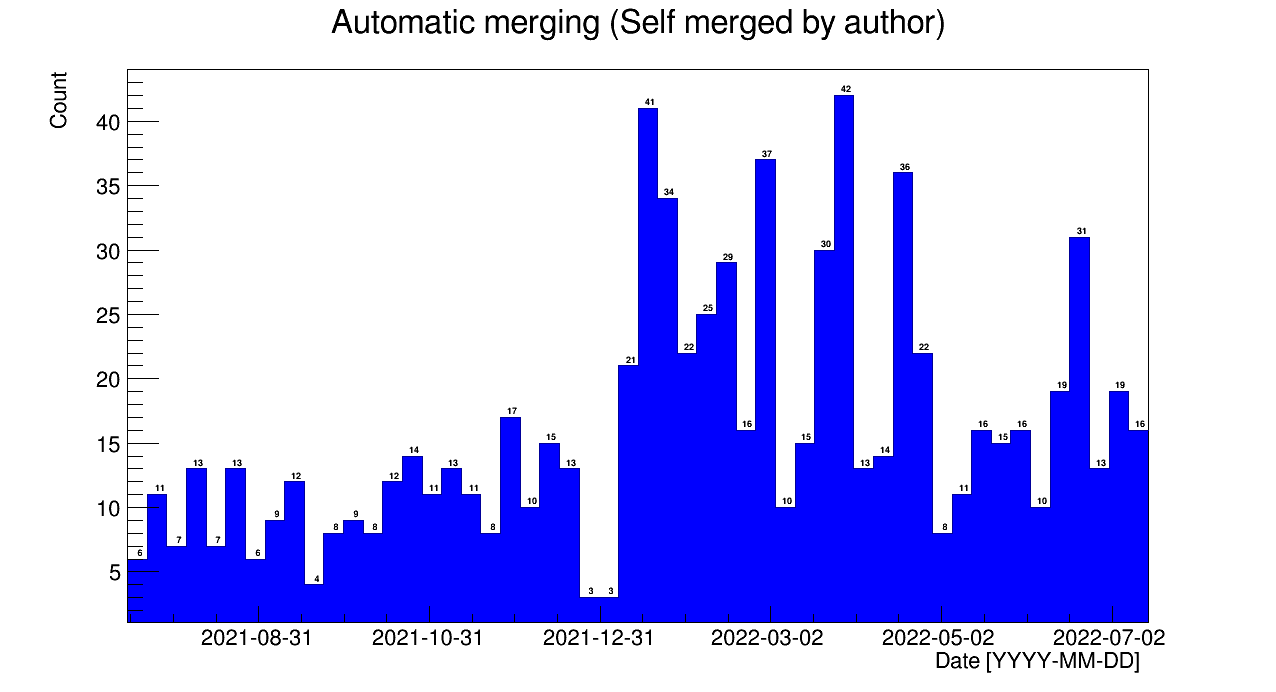 Automatic merging (Self merged by author)
Count
40
35
30
25
20
15
10
5
6 11 7 13 7 13 6 9 12 4 8 9 8 12 14 11 13 11 8 17 10 15 13 3 3 21 41 34 22 25 29 16 37 10 15 30 42 13 14 36 22 8 11 16 15 16 10 19 31 13 19 16
2021-08-31 2021-10-31 2021-12-31 2022-03-02 2022-05-02 2022-07-02
Date [YYYY-MM-DD]